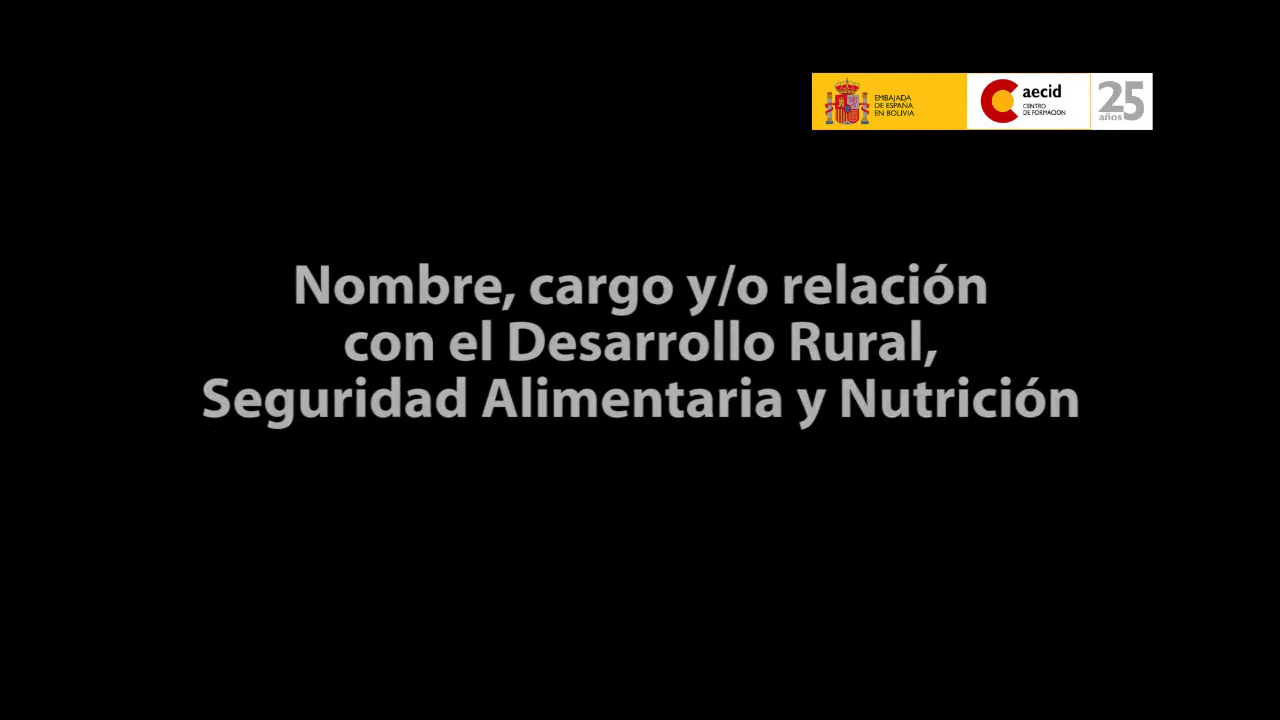 EMBAJADA
DE ESPAÑA
EN BOLIVIA
aecid
CENTRO
DE FORMACION
25
años
Nombre, cargo y/o relación
con el Desarrollo Rural,
Seguridad Alimentaria y Nutrición